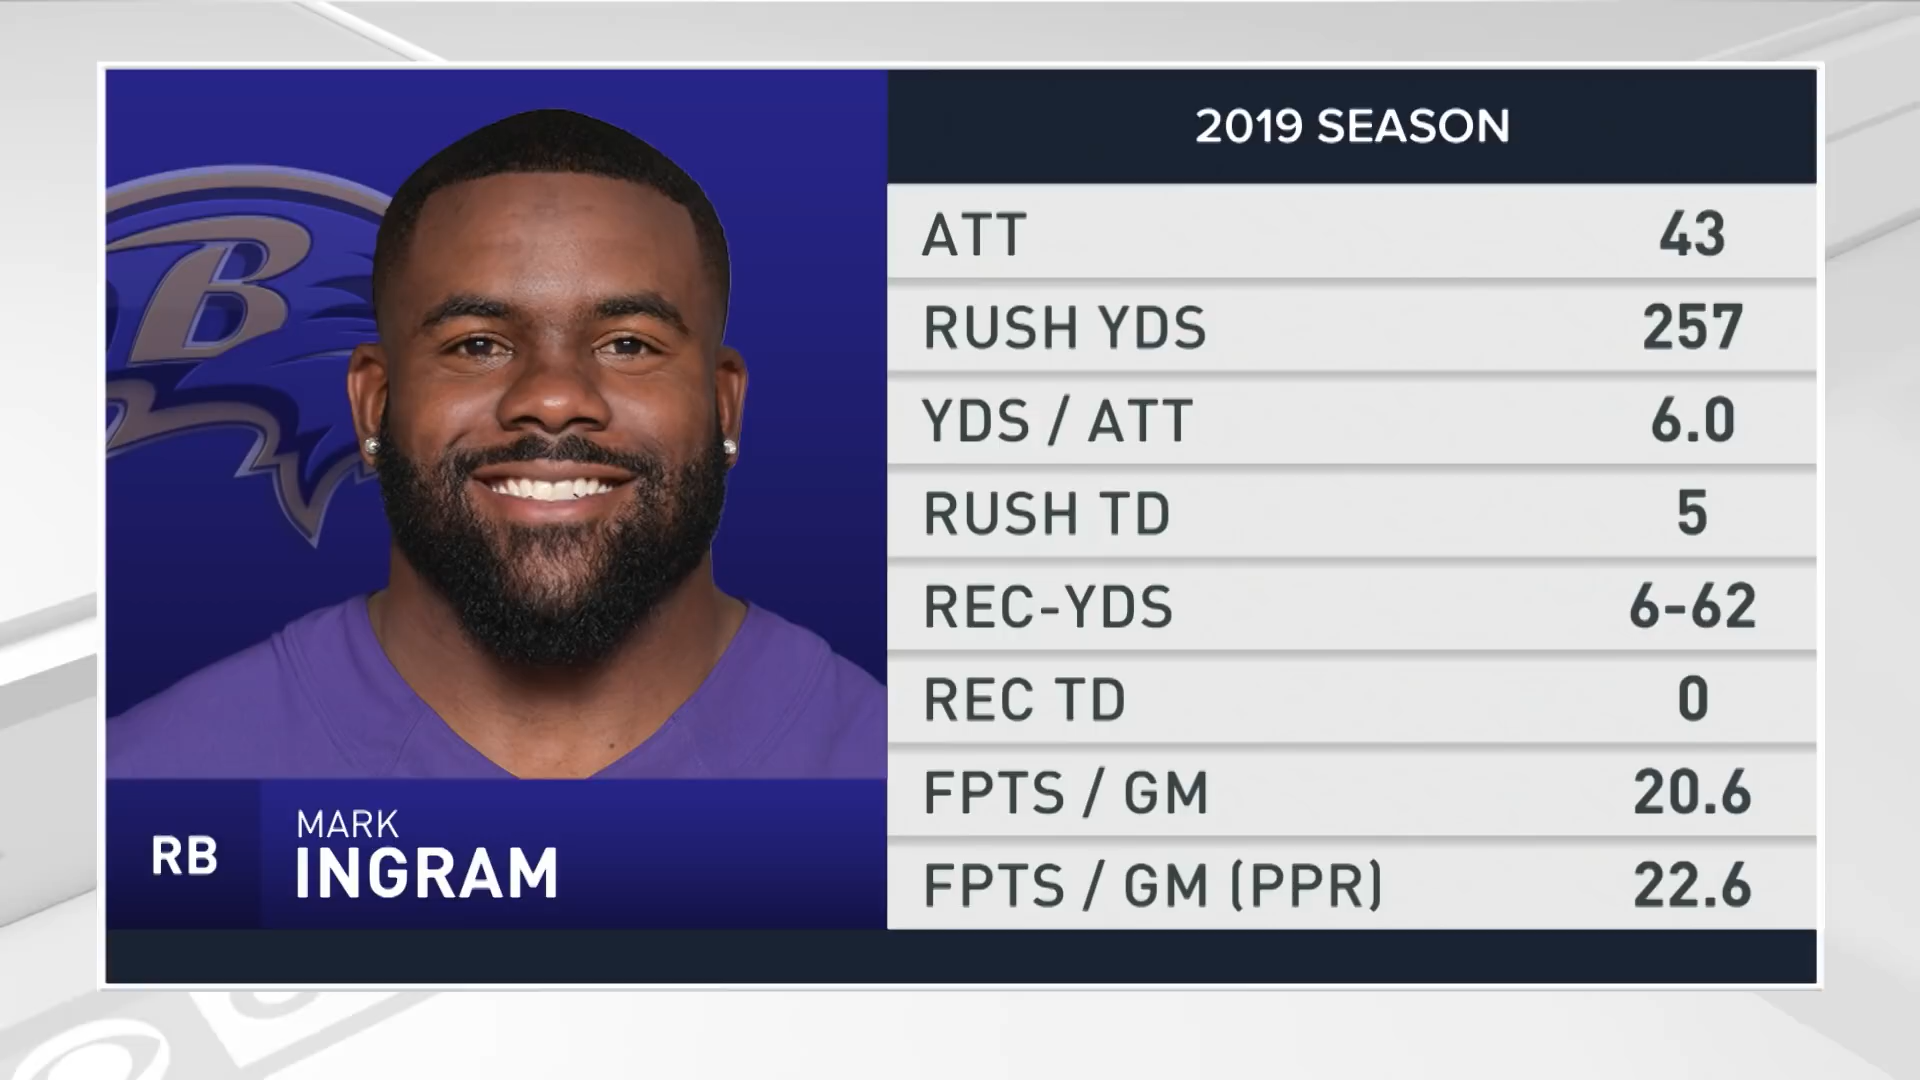 B
RB
MARK
INGRAM
2019 SEASON
ATT 43
RUSH YDS 257
YDS / ATT 6.0
RUSH TD 5
REC-YDS 6-62
REC TD 0
FPTS / GM 20.6
FPTS / GM (PPR) 22.6